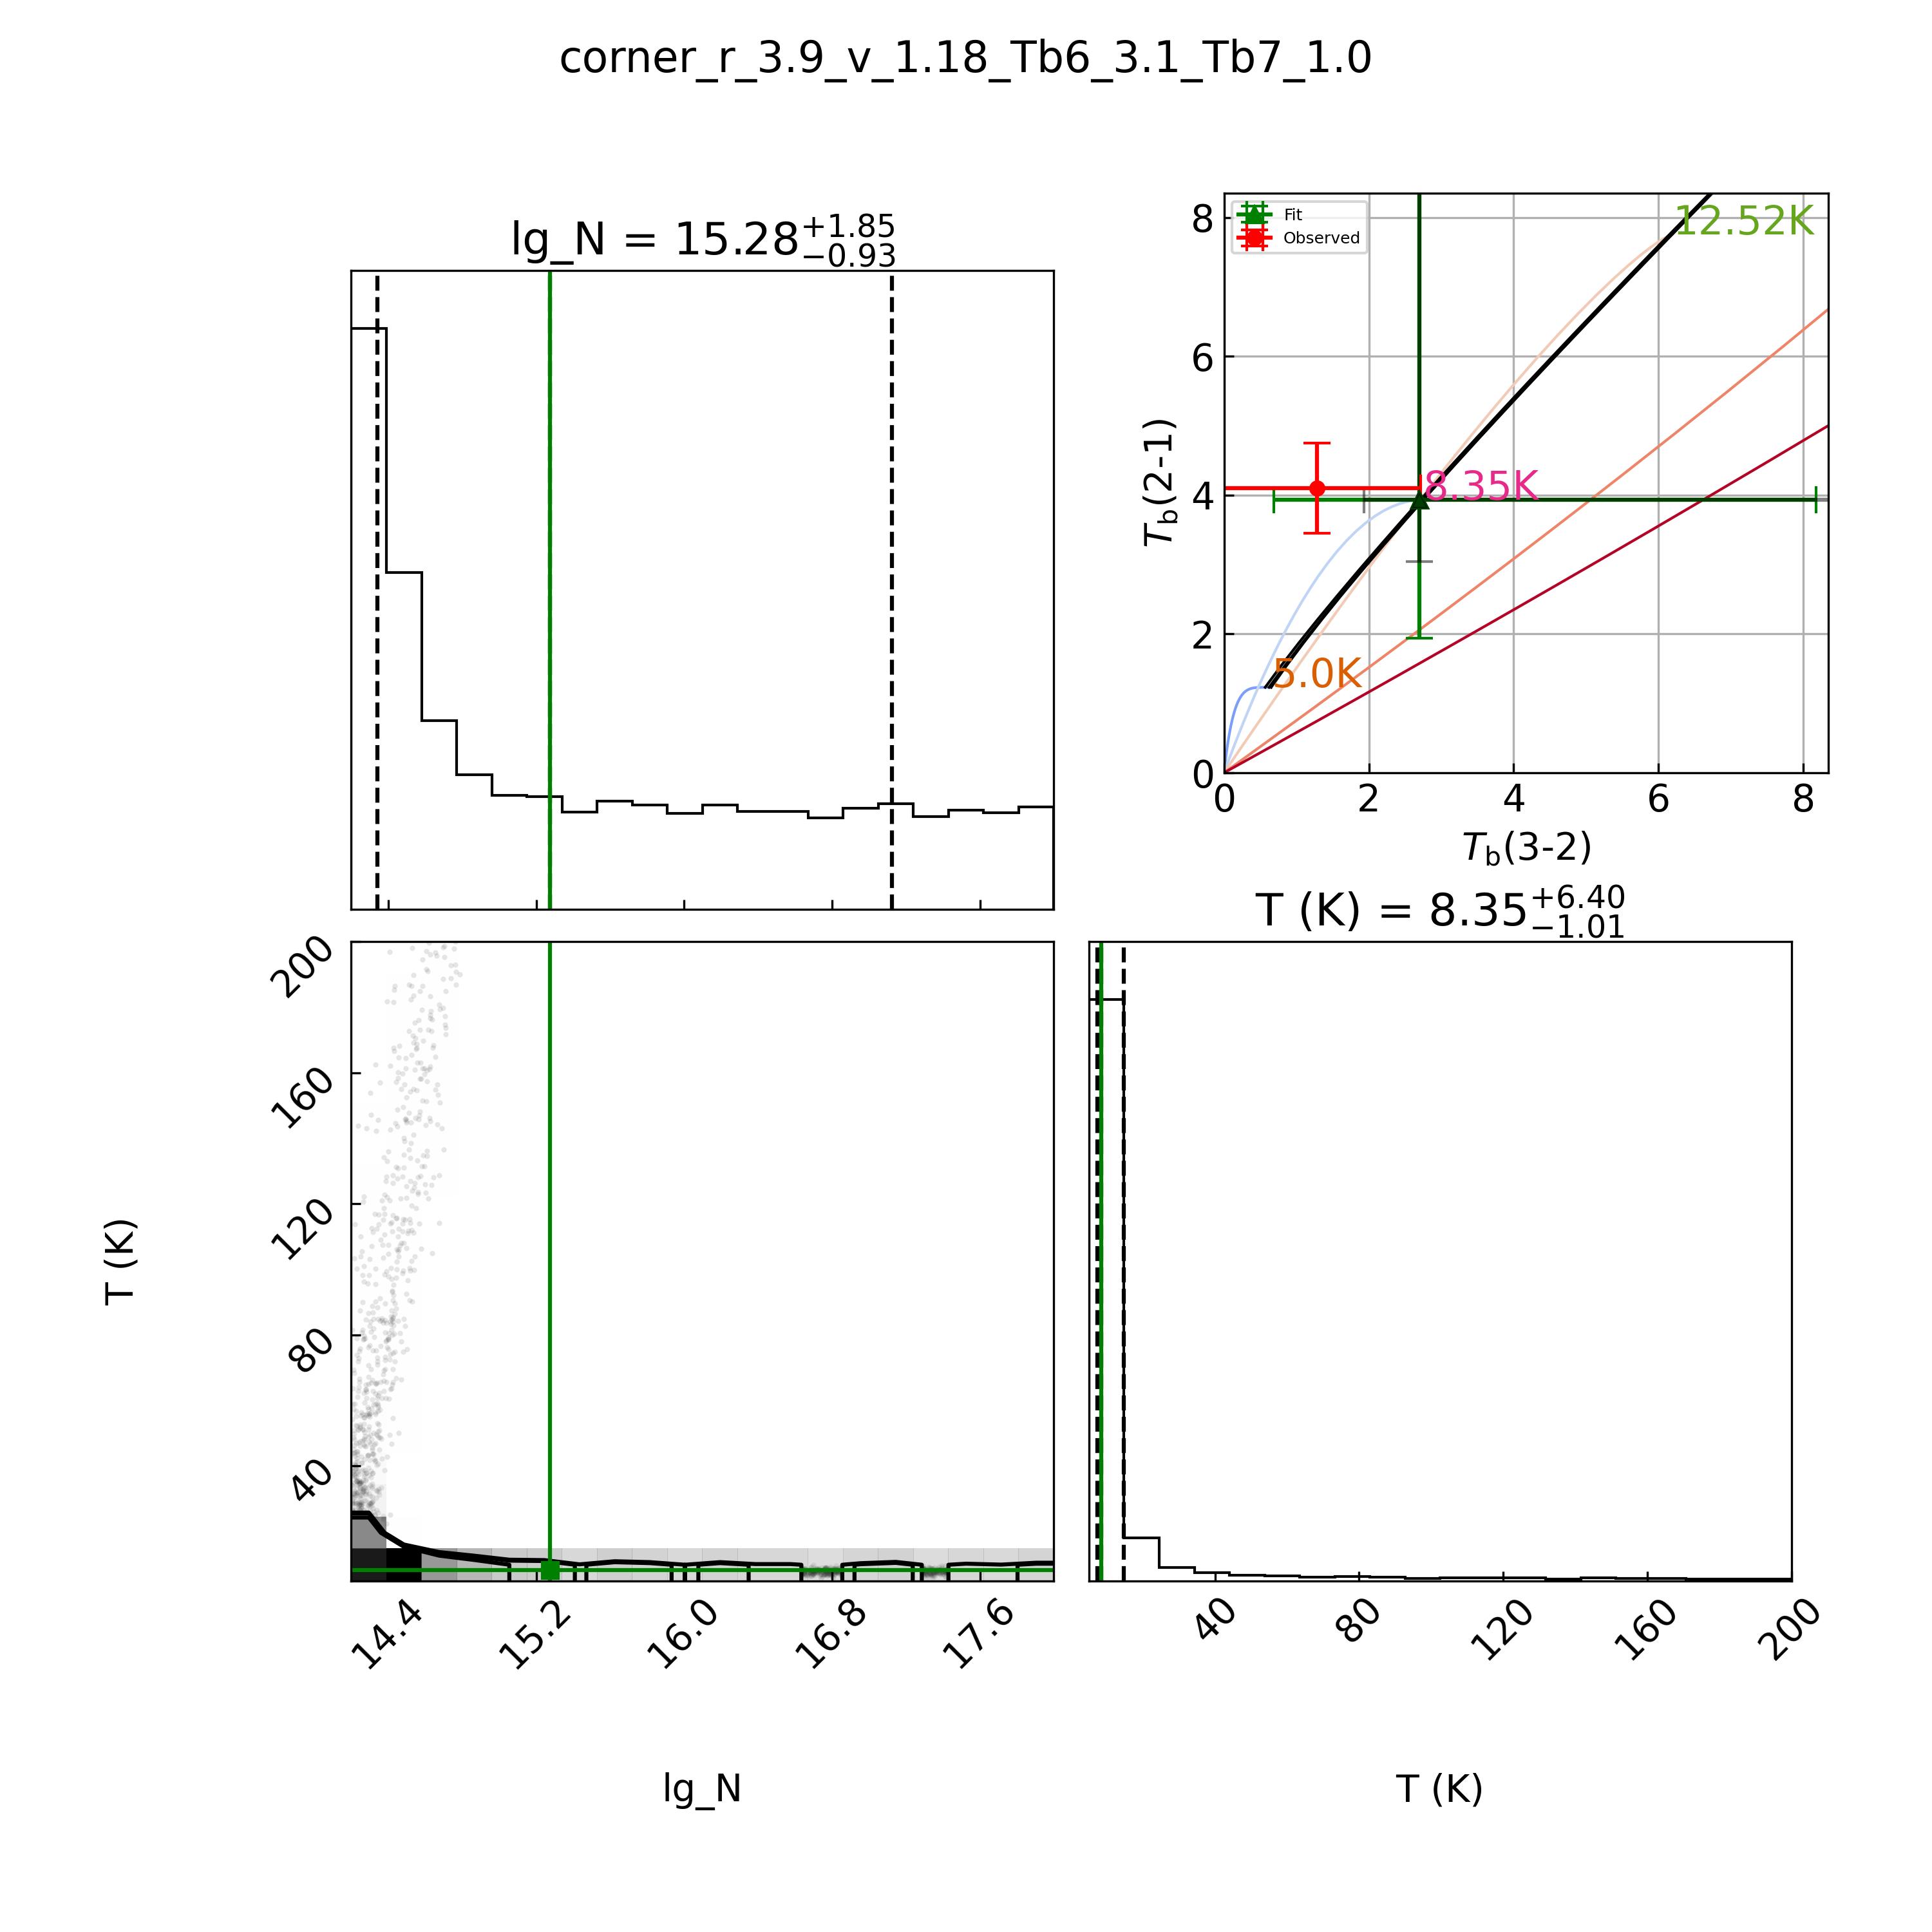 corner_r_3.9_v_1.18_Tb6_3.1_Tb7_1.0
lg_N = 15.28+1.85−0.93
Fit
Observed
12.52K
8.35K
5.0K
Tb(2-1)
8
6
4
2
0
0 2 4 6 8
Tb(3-2)
T (K) = 8.35+6.40−1.01
T (K)
200
160
120
80
40
14.4 15.2 16.0 16.8 17.6
lg_N
40 80 120 160 200
T (K)